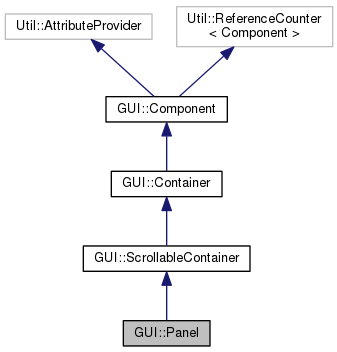 Util::AttributeProvider
Util::ReferenceCounter
< Component >
GUI::Component
GUI::Container
GUI::ScrollableContainer
GUI::Panel